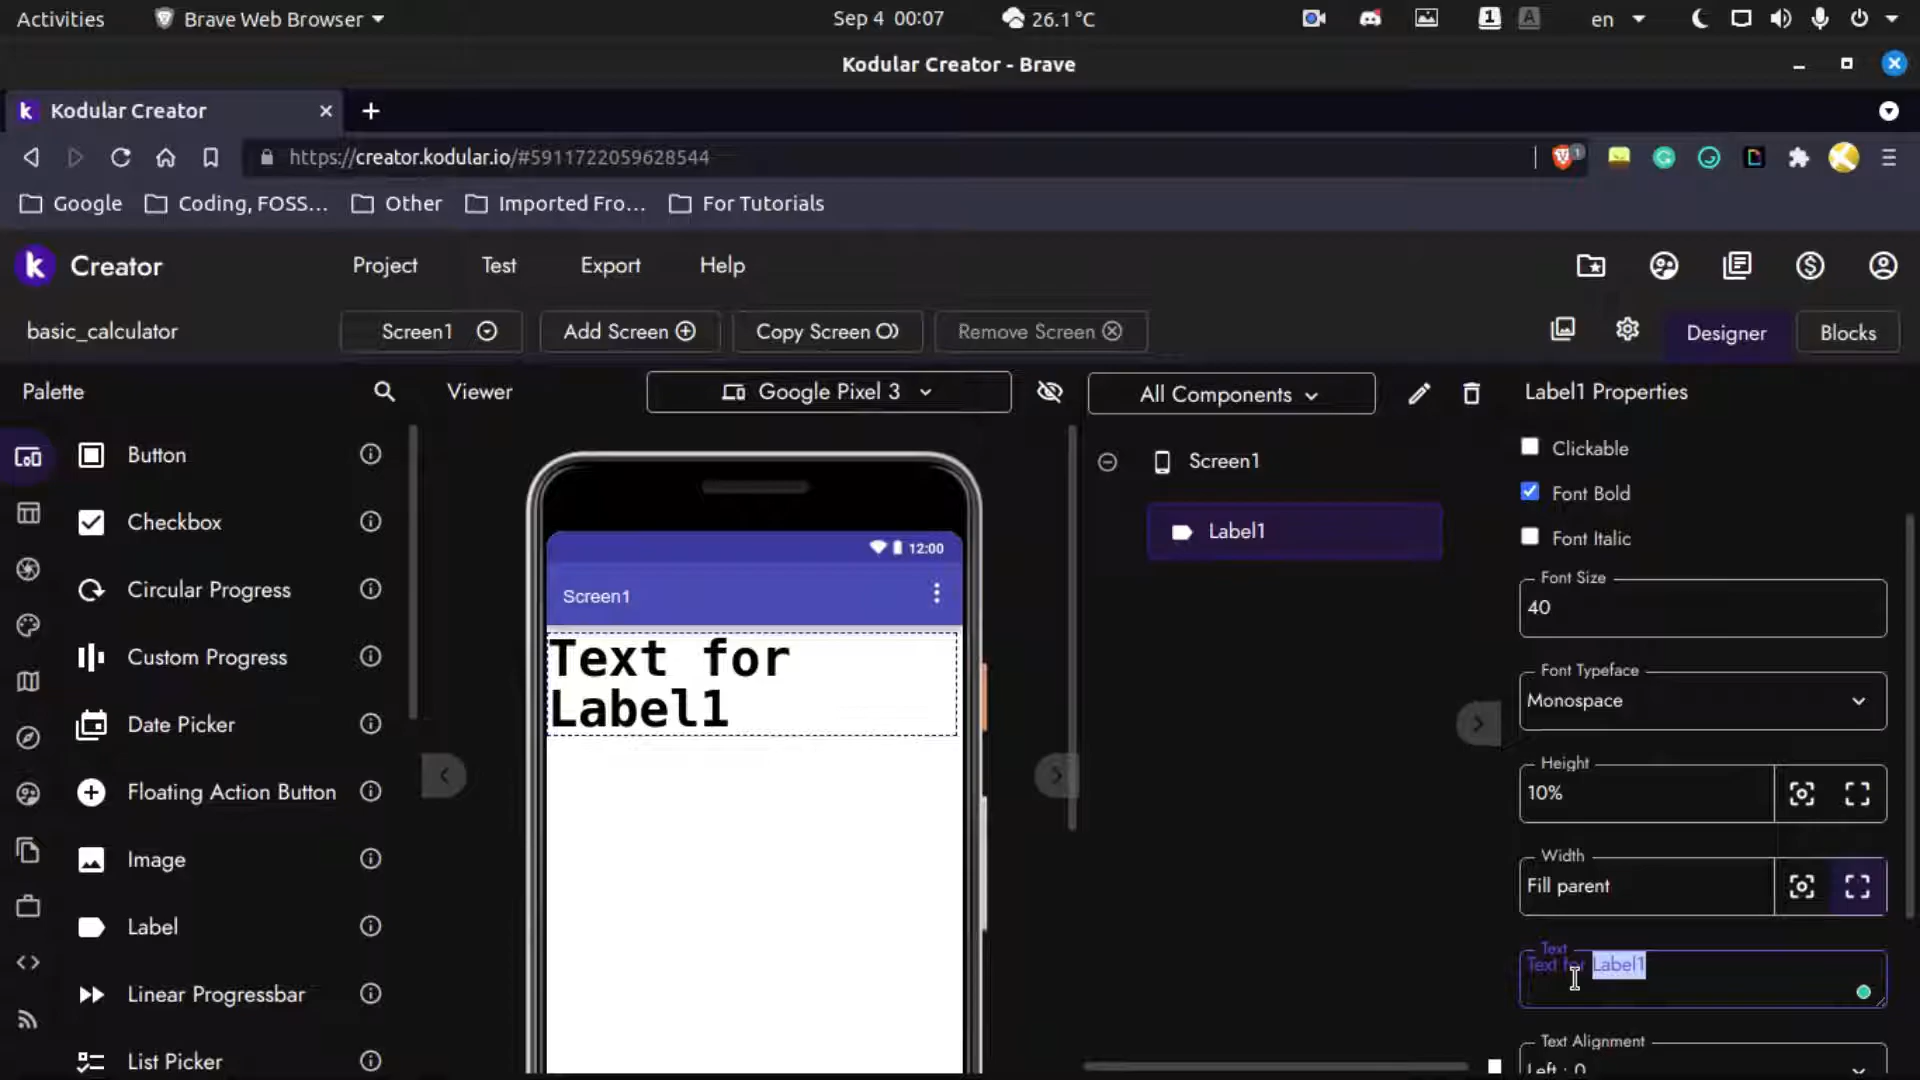 Activities Brave Web Browser Sep 4 00:07 26.1 °C 1 A en
Kodular Creator - Brave
k Kodular Creator
https://creator.kodular.io/#5911722059628544 1
Google Coding, FOSS... Other Imported Fro... For Tutorials
k Creator Project Test Export Help
basic_calculator Screen1 Add Screen Copy Screen Remove Screen Designer Blocks
Palette Viewer Google Pixel 3 All Components Label1 Properties
Button
Checkbox
Circular Progress
Custom Progress
Date Picker
Floating Action Button
Image
Label
Linear Progressbar
List Picker
12:00
Screen1
Text for
Label1
Screen1
Label1
Clickable
Font Bold
Font Italic
Font Size
40
Font Typeface
Monospace
Height
10%
Width
Fill parent
Text
Text for Label1
Text Alignment
Left : 0